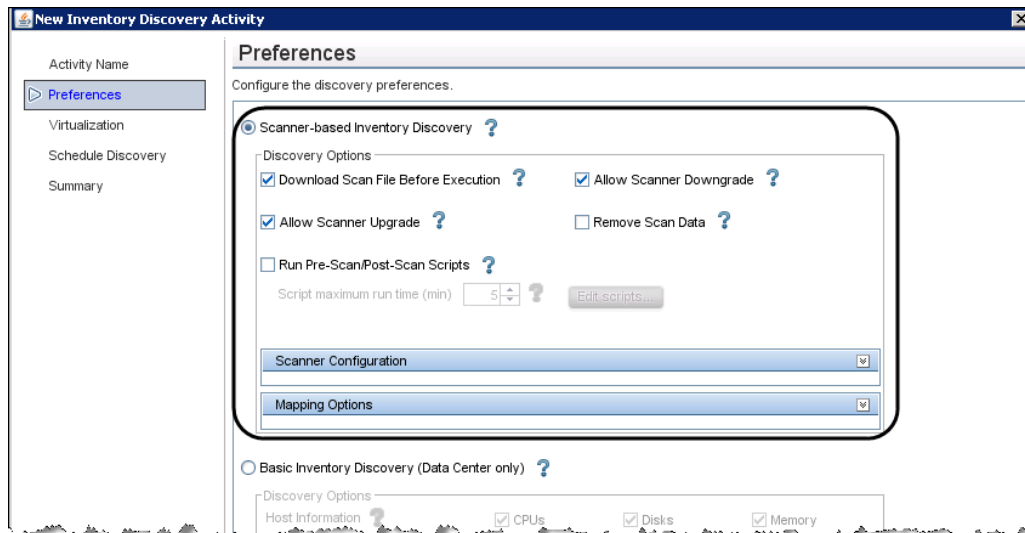 New Inventory Discovery Activity
Activity Name
Preferences
Virtualization
Schedule Discovery
Summary
Preferences
Configure the discovery preferences.
Scanner-based Inventory Discovery ?
Discovery Options
Download Scan File Before Execution ? Allow Scanner Downgrade ?
Allow Scanner Upgrade ? Remove Scan Data ?
Run Pre-Scan/Post-Scan Scripts ?
Script maximum run time (min) 5 ? Edit scripts...
Scanner Configuration
Mapping Options
Basic Inventory Discovery (Data Center only) ?
Discovery Options
Host Information ? CPUs Disks Memory